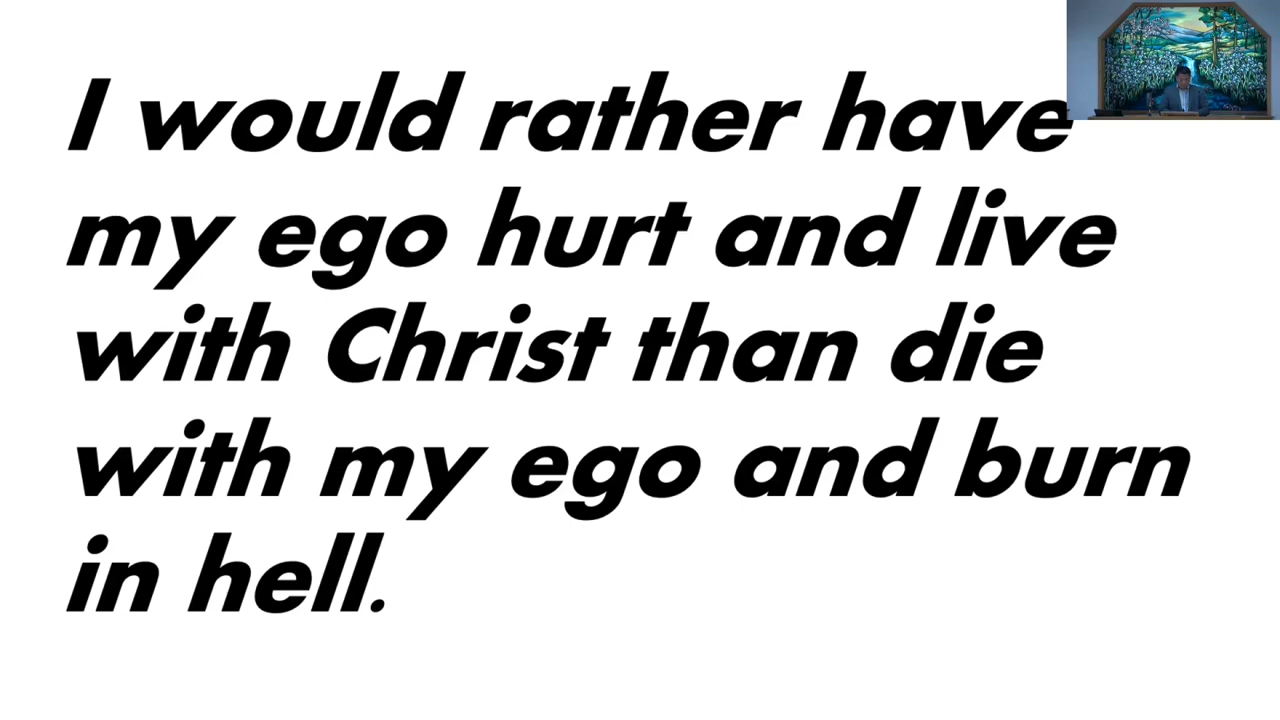 I would rather have
my ego hurt and live
with Christ than die
with my ego and burn
in hell.